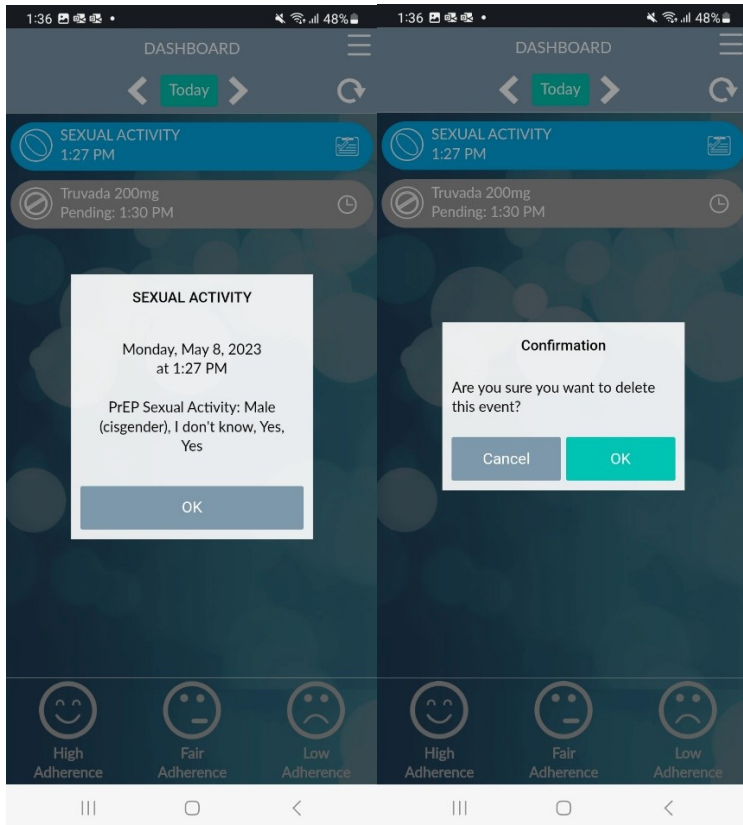 1:36
48%
DASHBOARD
Today
SEXUAL ACTIVITY
1:27 PM
Truvada 200mg
Pending: 1:30 PM
SEXUAL ACTIVITY
Monday, May 8, 2023
at 1:27 PM
PrEP Sexual Activity: Male
(cisgender), I don't know, Yes,
Yes
OK
High
Adherence
Fair
Adherence
Low
Adherence
1:36
48%
DASHBOARD
Today
SEXUAL ACTIVITY
1:27 PM
Truvada 200mg
Pending: 1:30 PM
Confirmation
Are you sure you want to delete
this event?
Cancel
OK
High
Adherence
Fair
Adherence
Low
Adherence